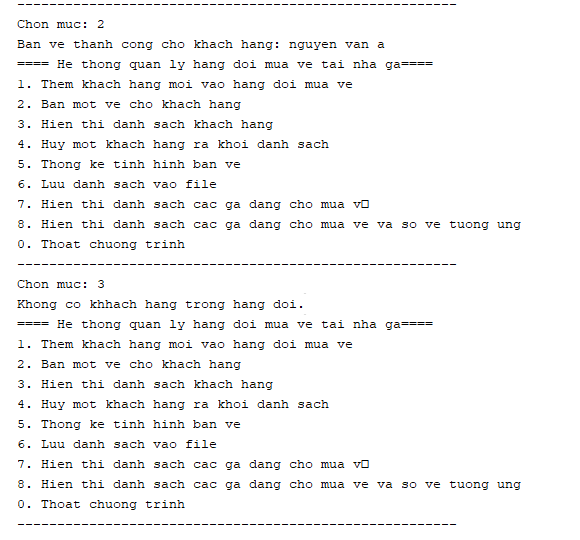 --------------------------------------------------------
Chon muc: 2
Ban ve thanh cong cho khach hang: nguyen van a
==== He thong quan ly hang doi mua ve tai nha ga====
1. Them khach hang moi vao hang doi mua ve
2. Ban mot ve cho khach hang
3. Hien thi danh sach khach hang
4. Huy mot khach hang ra khoi danh sach
5. Thong ke tinh hinh ban ve
6. Luu danh sach vao file
7. Hien thi danh sach cac ga dang cho mua v□
8. Hien thi danh sach cac ga dang cho mua ve va so ve tuong ung
0. Thoat chuong trinh
--------------------------------------------------------
Chon muc: 3
Khong co khhach hang trong hang doi.
==== He thong quan ly hang doi mua ve tai nha ga====
1. Them khach hang moi vao hang doi mua ve
2. Ban mot ve cho khach hang
3. Hien thi danh sach khach hang
4. Huy mot khach hang ra khoi danh sach
5. Thong ke tinh hinh ban ve
6. Luu danh sach vao file
7. Hien thi danh sach cac ga dang cho mua v□
8. Hien thi danh sach cac ga dang cho mua ve va so ve tuong ung
0. Thoat chuong trinh
--------------------------------------------------------